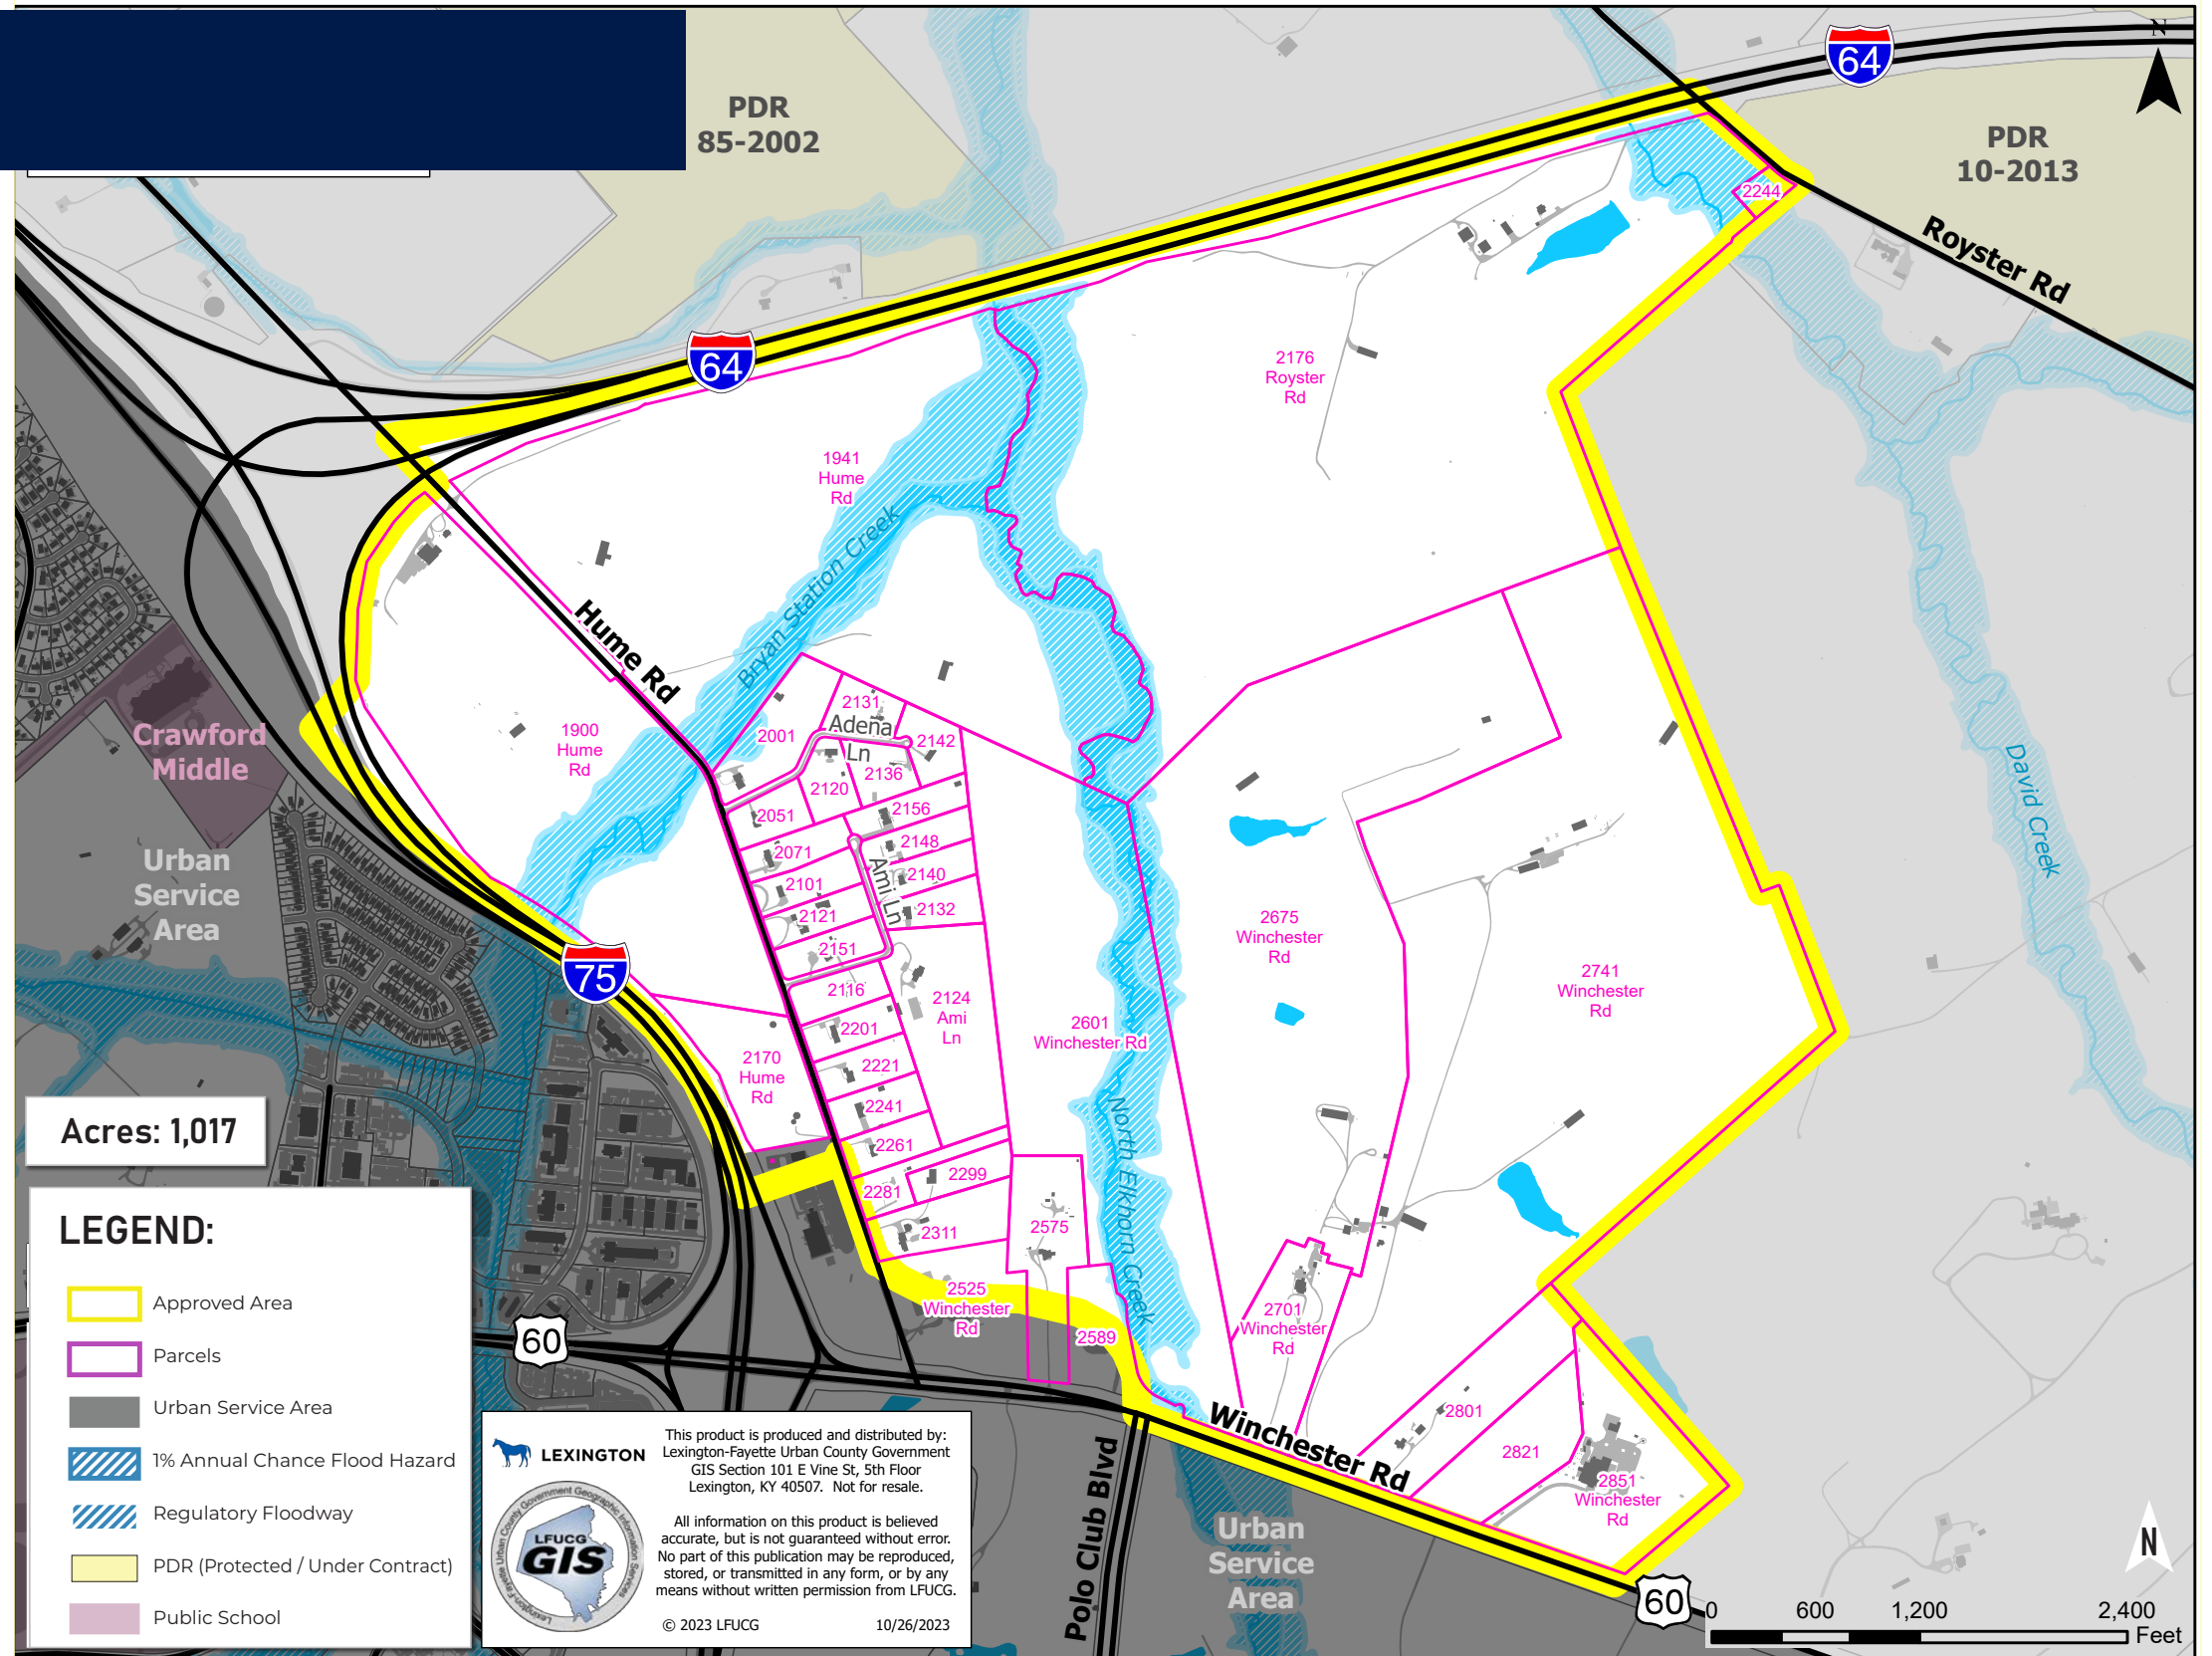 N
64
PDR
85-2002
PDR
10-2013
2244
Royster Rd
64
2176
Royster
Rd
1941
Hume
Rd
Bryan Station Creek
Hume Rd
2131
Adena
Ln
2001
2142
2136
2120
2051
2156
2148
2071
2140
2101
Ami Ln
2132
2121
2151
2116
2124
Ami
Ln
2201
2221
2241
2261
2299
2281
2311
1900
Hume
Rd
Crawford
Middle
Urban
Service
Area
75
2170
Hume
Rd
2601
Winchester Rd
2675
Winchester
Rd
2741
Winchester
Rd
David Creek
North Elkhorn Creek
2575
2525
Winchester
Rd
2589
2701
Winchester
Rd
2801
2821
2851
Winchester
Rd
Winchester Rd
Polo Club Blvd
Urban
Service
Area
60
60
Acres: 1,017
LEGEND:
Approved Area
Parcels
Urban Service Area
1% Annual Chance Flood Hazard
Regulatory Floodway
PDR (Protected / Under Contract)
Public School
LEXINGTON
Lexington-Fayette Urban County Government Geographic Information Services
LFUCG
GIS
This product is produced and distributed by:
Lexington-Fayette Urban County Government
GIS Section 101 E Vine St, 5th Floor
Lexington, KY 40507. Not for resale.
All information on this product is believed
accurate, but is not guaranteed without error.
No part of this publication may be reproduced,
stored, or transmitted in any form, or by any
means without written permission from LFUCG.
© 2023 LFUCG 10/26/2023
N
0 600 1,200 2,400
Feet